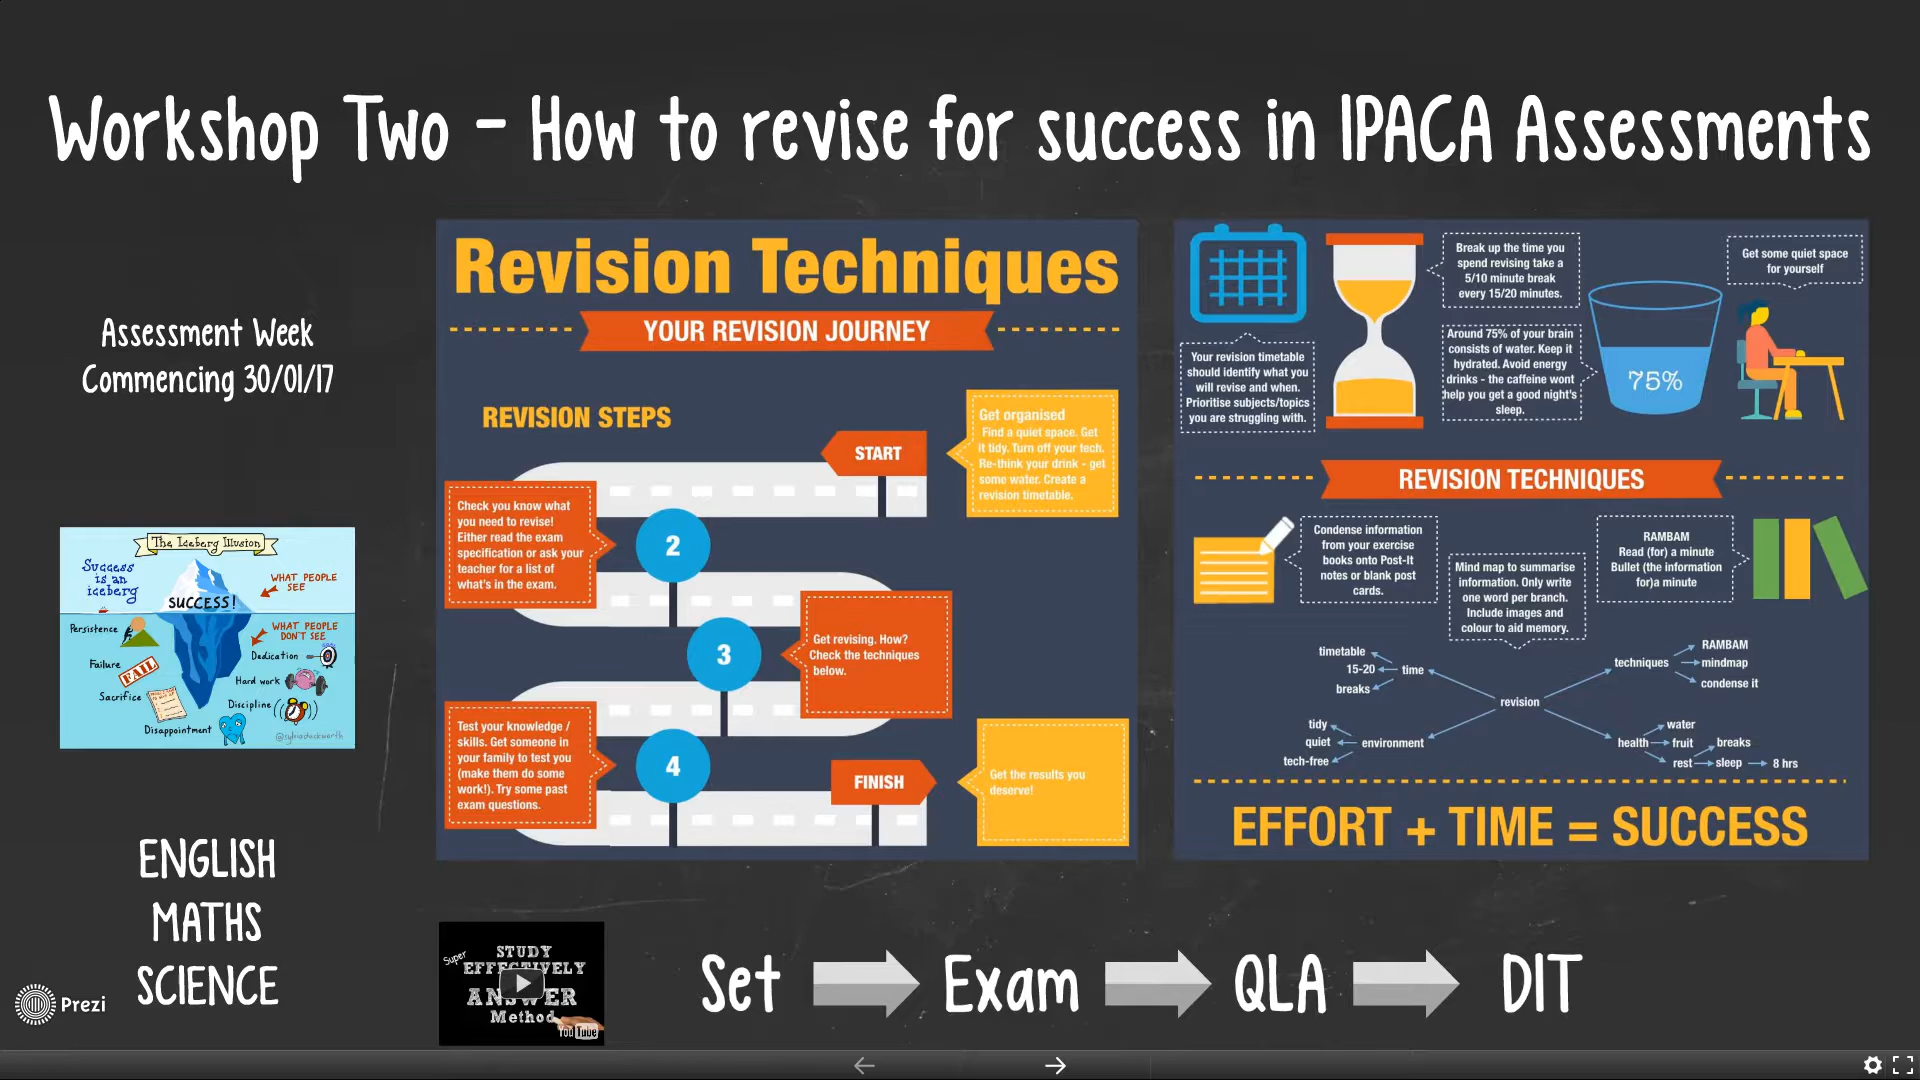 Workshop Two - How to revise for success in IPACA Assessments
Assessment Week
Commencing 30/01/17
The Iceberg Illusion
Success
is an
iceberg
WHAT PEOPLE
SEE
SUCCESS!
WHAT PEOPLE
DON'T SEE
Persistence
Failure
FAIL
Sacrifice
Disappointment
Dedication
Hard work
Discipline
@sylviaduckworth
ENGLISH
MATHS
SCIENCE
Prezi
Revision Techniques
YOUR REVISION JOURNEY
REVISION STEPS
START
Get organised
Find a quiet space. Get
it tidy. Turn off your tech.
Re-think your drink - get
some water. Create a
revision timetable.
Check you know what
you need to revise!
Either read the exam
specification or ask your
teacher for a list of
what's in the exam.
2
3
Get revising. How?
Check the techniques
below.
Test your knowledge /
skills. Get someone in
your family to test you
(make them do some
work!). Try some past
exam questions.
4
FINISH
Get the results you
deserve!
Your revision timetable
should identify what you
will revise and when.
Prioritise subjects/topics
you are struggling with.
Break up the time you
spend revising take a
5/10 minute break
every 15/20 minutes.
Around 75% of your brain
consists of water. Keep it
hydrated. Avoid energy
drinks - the caffeine wont
help you get a good night's
sleep.
75%
Get some quiet space
for yourself
REVISION TECHNIQUES
Condense information
from your exercise
books onto Post-It
notes or blank post
cards.
Mind map to summarise
information. Only write
one word per branch.
Include images and
colour to aid memory.
RAMBAM
Read (for) a minute
Bullet (the information
for)a minute
timetable
15-20
breaks
time
techniques
RAMBAM
mindmap
condense it
revision
tidy
quiet
tech-free
environment
health
water
fruit
rest
breaks
sleep
8 hrs
EFFORT + TIME = SUCCESS
Super
STUDY
EFFECTIVELY
ANSWER
Method
YouTube
Set
Exam
QLA
DIT